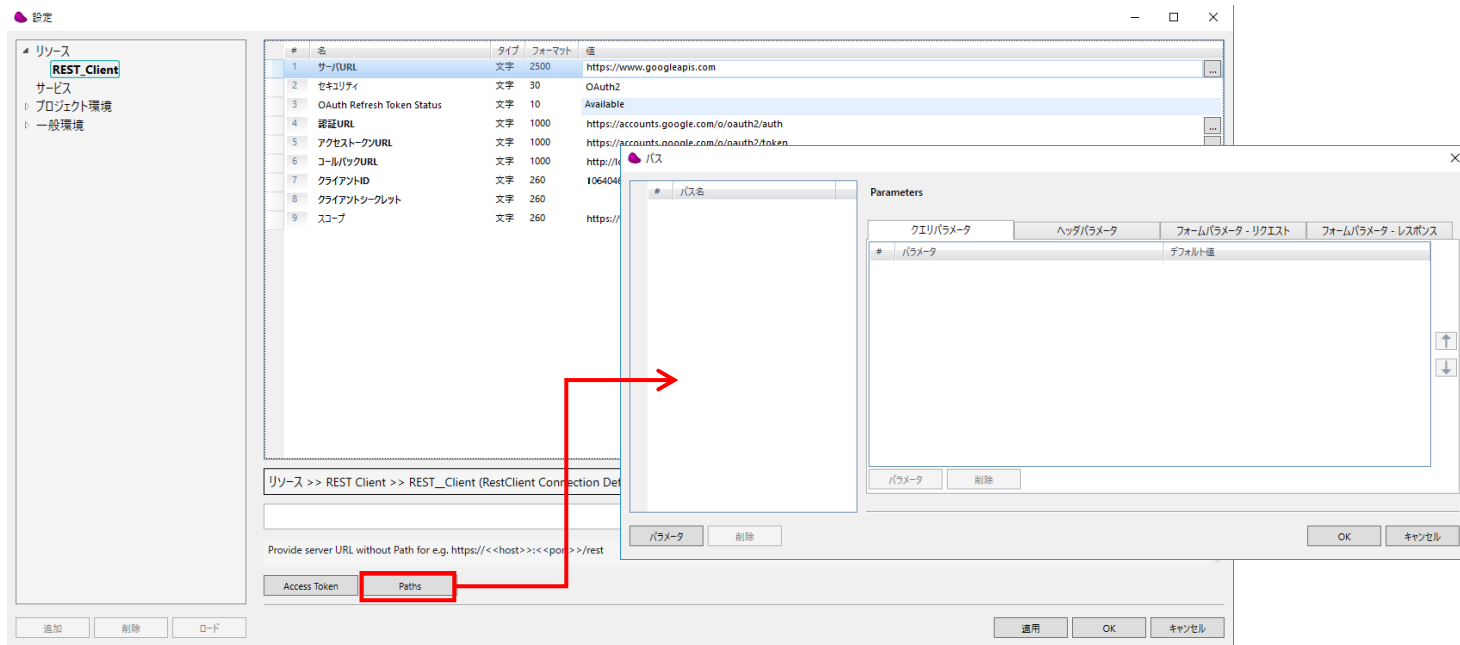 設定
リソース
REST_Client
サービス
プロジェクト環境
一般環境
# 名 タイプ フォーマット 値
1 サーバURL 文字 2500 https://www.googleapis.com ...
2 セキュリティ 文字 30 OAuth2
3 OAuth Refresh Token Status 文字 10 Available
4 認証URL 文字 1000 https://accounts.google.com/o/oauth2/auth ...
5 アクセストークンURL 文字 1000 https://accounts.google.com/o/oauth2/token
6 コールバックURL 文字 1000
7 クライアントID 文字 260 1064046
8 クライアントシークレット 文字 260
9 スコープ 文字 260 https://
リソース >> REST Client >> REST__Client (RestClient Connection Def
Provide server URL without Path for e.g. https://<<host>>:<<port>>/rest
Access Token Paths
追加 削除 ロード
適用 OK キャンセル
パス
# パス名
Parameters
クエリパラメータ ヘッダパラメータ フォームパラメータ - リクエスト フォームパラメータ - レスポンス
# パラメータ デフォルト値
パラメータ 削除
パラメータ 削除
OK キャンセル